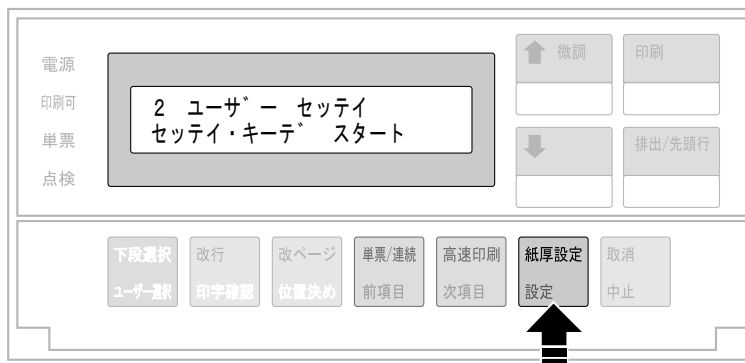 電源
印刷可
単票
点検
2 ユーザー セッテイ
セッテイ・キーデ スタート
微調
印刷
排出/先頭行
下段選択
ユーザー選択
改行
印字確認
改ページ
位置決め
単票/連続
前項目
高速印刷
次項目
紙厚設定
設定
取消
中止